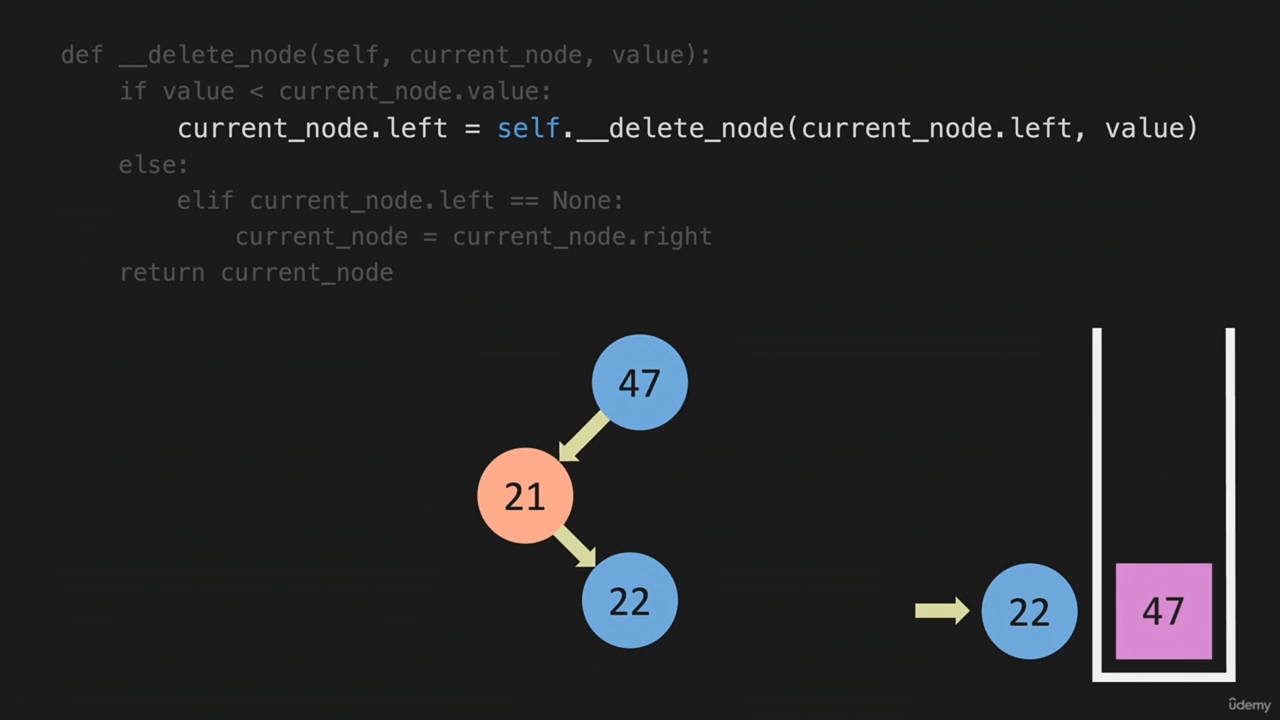 def __delete_node(self, current_node, value):
    if value < current_node.value:
        current_node.left = self.__delete_node(current_node.left, value)
    else:
        elif current_node.left == None:
            current_node = current_node.right
    return current_node
47
21
22
22
47
ûdemy